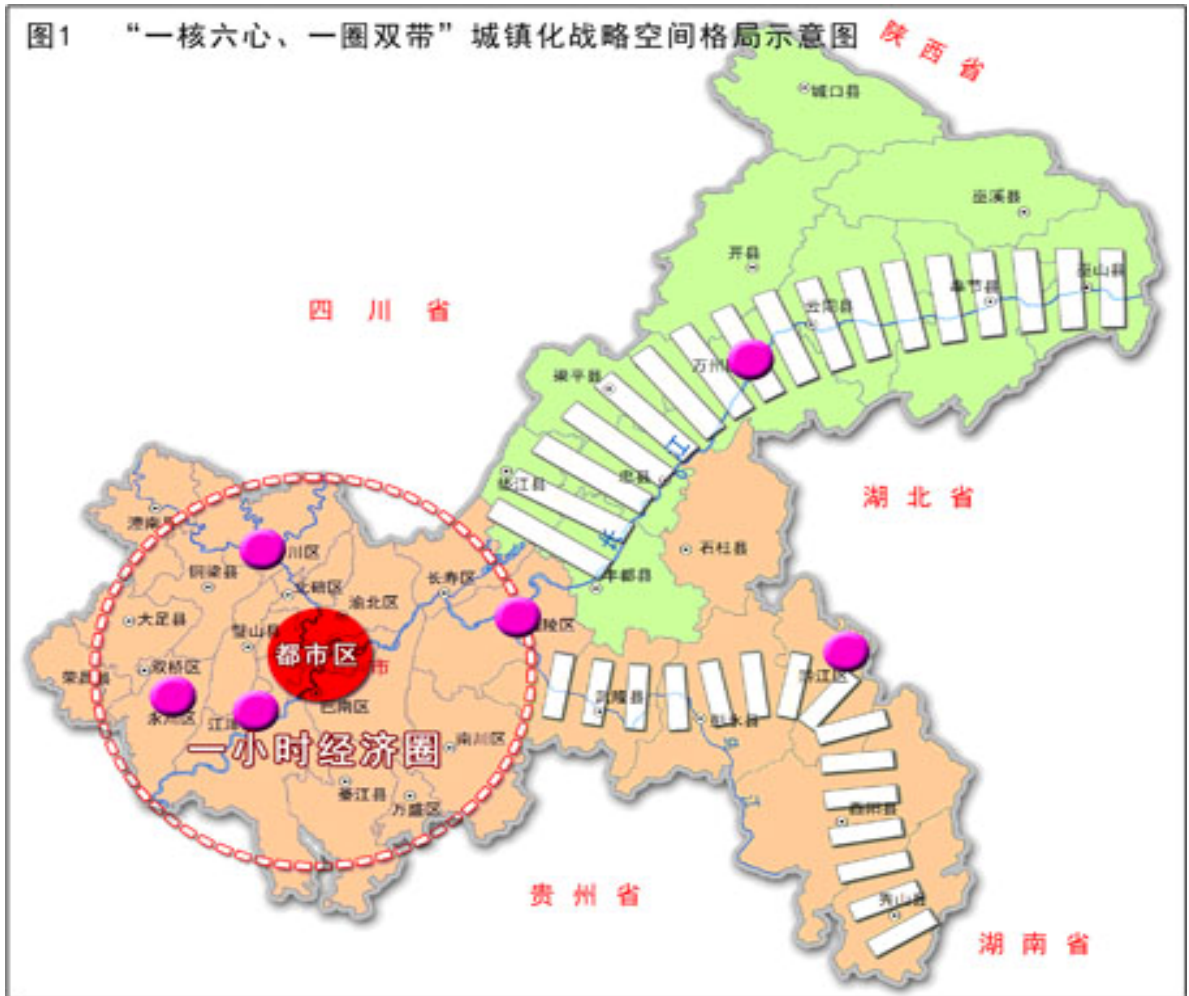 图1 “一核六心、一圈双带”城镇化战略空间格局示意图
陕西省
城口县
巫溪县
开县
巫山县
奉节县
四川省
云阳县
万州
梁平县
垫江县
忠县
江
长
湖北省
潼南县
川区
石柱县
铜梁县
北碚区
长寿区
丰都县
渝北区
大足县
陵区
璧山县
都市区
市
双桥区
荣昌县
黔江区
永川区
武隆县
江津
巴南区
彭水县
一小时经济圈
南川区
綦江县
万盛区
酉阳县
贵州省
秀山县
湖南省